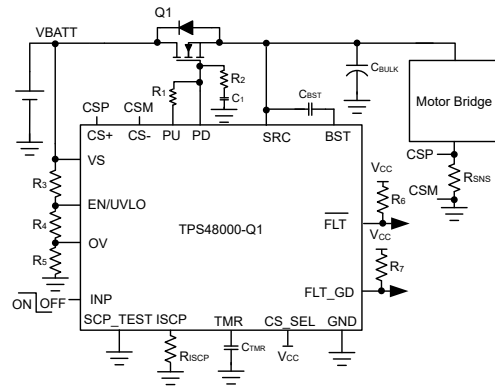 Q1
VBATT
R1
R2
C1
CBST
CBULK
Motor Bridge
CSP
CSM
CS+
CS-
PU
PD
SRC
BST
CSP
RSNS
CSM
VS
R3
EN/UVLO
R4
OV
R5
TPS48000-Q1
VCC
R6
FLT
VCC
R7
FLT_GD
ON
OFF
INP
SCP_TEST
ISCP
TMR
CS_SEL
GND
RISCP
CTMR
VCC